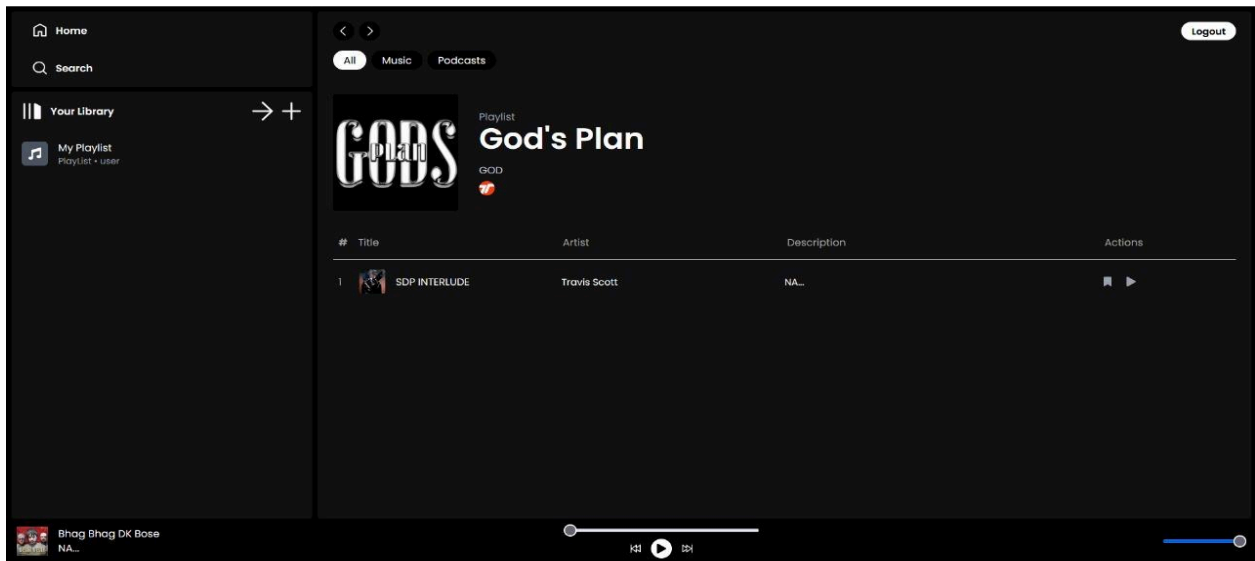 Home
Search
Your Library
My Playlist
PlayList • user
Logout
All Music Podcasts
GODS
Plan
Playlist
God's Plan
GOD
# Title Artist Description Actions
1 SDP INTERLUDE Travis Scott NA...
Bhag Bhag DK Bose
NA...